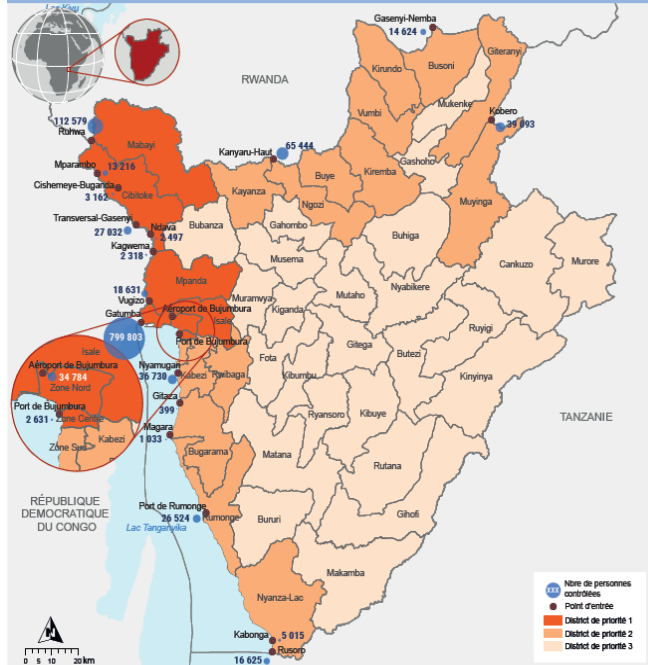 Lac Kivu
Gasenyi-Nemba
14 624
Giteranyi
RWANDA
Kirundo
Busoni
Mukenke
Vumbi
Kobero
39 093
112 579
Ruhwa
Mabayi
Kanyaru-Haut
65 444
Gashoho
Mparambo
13 216
Cishemeye-Buganda
3 162
Cibitoke
Kayanza
Buye
Kiremba
Ngozi
Muyinga
Transversal-Gasenyi
27 032
Ndava
2 497
Bubanza
Gahombo
Buhiga
Kagwema
2 318
Musema
Cankuzo
Murore
Mpanda
18 631
Vugizo
Muramvya
Kiganda
Mutaho
Nyabikere
Gatumba
Aéroport de Bujumbura
Isale
799 803
Port de Bujumbura
Ruyigi
Isale
Fota
Gitega
Butezi
Aéroport de Bujumbura
34 784
Zone Nord
Nyamugari
36 730
Kabezi
Rwibaga
Kibumbu
Kinyinya
Port de Bujumbura
2 631
Zone Centre
Gitaza
399
Ryansoro
Kibuye
TANZANIE
Zone Sud
Kabezi
Magara
1 033
Bugarama
Matana
Rutana
RÉPUBLIQUE
DEMOCRATIQUE
DU CONGO
Port de Rumonge
26 524
Rumonge
Lac Tanganyika
Bururi
Gihofi
Makamba
Nyanza-Lac
Kabonga
5 015
Rusoro
16 625
N
0 5 10 20 km
XXX
Nbre de personnes
contrôlées
Point d'entrée
District de priorité 1
District de priorité 2
District de priorité 3